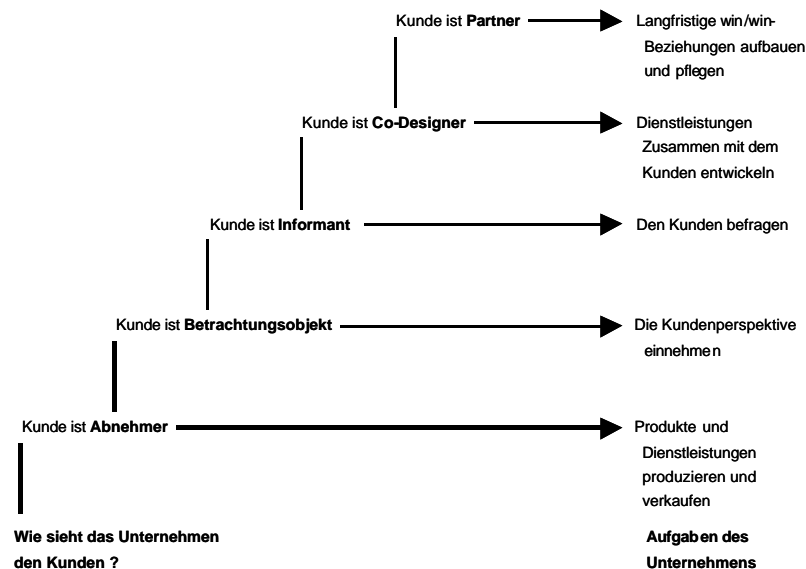 Kunde ist Partner
Langfristige win/win-
Beziehungen aufbauen
und pflegen
Kunde ist Co-Designer
Dienstleistungen
Zusammen mit dem
Kunden entwickeln
Kunde ist Informant
Den Kunden befragen
Kunde ist Betrachtungsobjekt
Die Kundenperspektive
einnehmen
Kunde ist Abnehmer
Produkte und
Dienstleistungen
produzieren und
verkaufen
Wie sieht das Unternehmen
den Kunden ?
Aufgaben des
Unternehmens